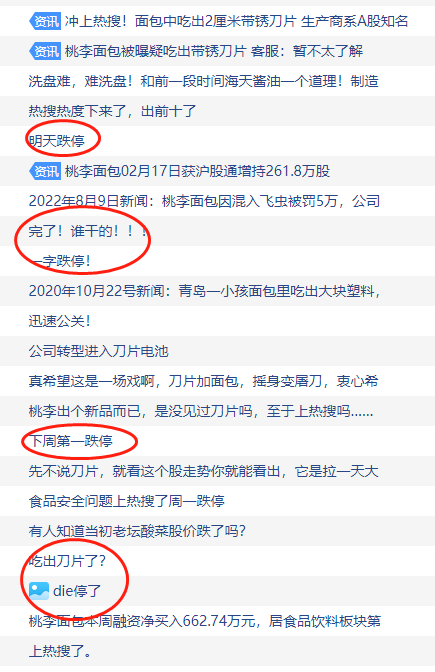 资讯 冲上热搜！面包中吃出2厘米带锈刀片 生产商系A股知名
资讯 桃李面包被曝疑吃出带锈刀片 客服：暂不太了解
洗盘难，难洗盘！和前一段时间海天酱油一个道理！制造
热搜热度下来了，出前十了
明天跌停
资讯 桃李面包02月17日获沪股通增持261.8万股
2022年8月9日新闻：桃李面包因混入飞虫被罚5万，公司
完了！谁干的！！！
一字跌停！
2020年10月22号新闻：青岛一小孩面包里吃出大块塑料，
迅速公关！
公司转型进入刀片电池
真希望这是一场戏啊，刀片加面包，摇身变屠刀，衷心希
桃李出个新品而已，是没见过刀片吗，至于上热搜吗……
下周第一跌停
先不说刀片，就看这个股走势你就能看出，它是拉一天大
食品安全问题上热搜了周一跌停
有人知道当初老坛酸菜股价跌了吗？
吃出刀片了？
die停了
桃李面包本周融资净买入662.74万元，居食品饮料板块第
上热搜了。